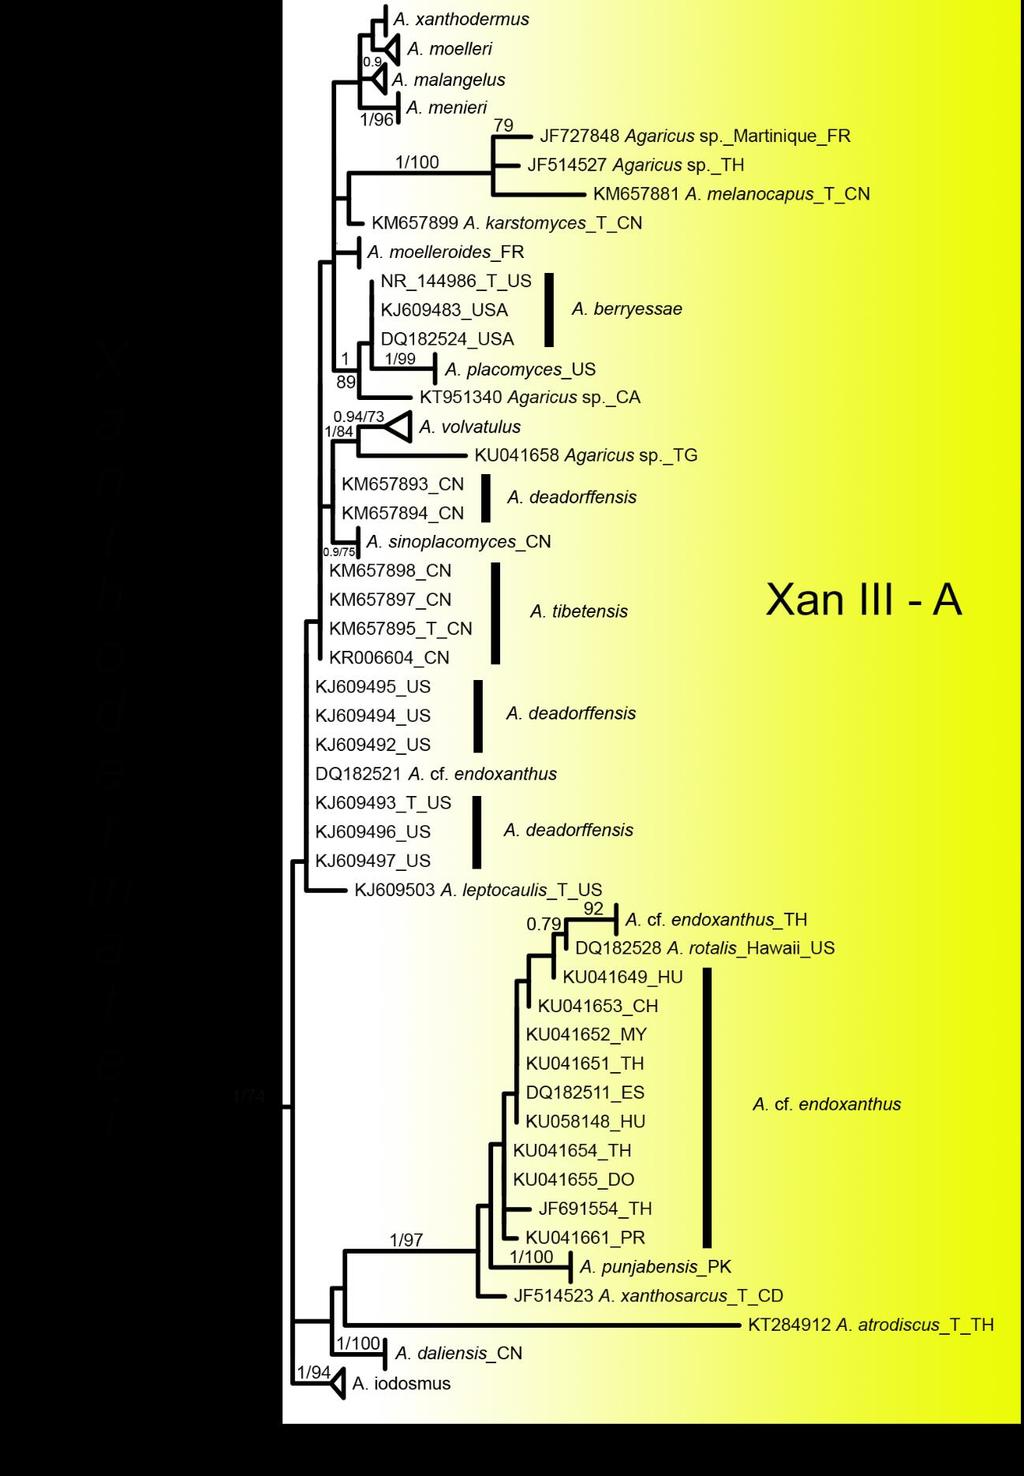 A. xanthodermus
A. moelleri
0.9
A. malangelus
A. menieri
1/96
79
JF727848 Agaricus sp._Martinique_FR
1/100
JF514527 Agaricus sp._TH
KM657881 A. melanocapus_T_CN
KM657899 A. karstomyces_T_CN
A. moelleroides_FR
NR_144986_T_US
KJ609483_USA
A. berryessae
DQ182524_USA
1
1/99
A. placomyces_US
89
KT951340 Agaricus sp._CA
0.94/73
A. volvatulus
1/84
KU041658 Agaricus sp._TG
KM657893_CN
A. deadorffensis
KM657894_CN
A. sinoplacomyces_CN
0.9/75
KM657898_CN
KM657897_CN
A. tibetensis
Xan III - A
KM657895_T_CN
KR006604_CN
KJ609495_US
KJ609494_US
A. deadorffensis
KJ609492_US
DQ182521 A. cf. endoxanthus
KJ609493_T_US
KJ609496_US
A. deadorffensis
KJ609497_US
KJ609503 A. leptocaulis_T_US
92
A. cf. endoxanthus_TH
0.79
DQ182528 A. rotalis_Hawaii_US
KU041649_HU
KU041653_CH
KU041652_MY
KU041651_TH
DQ182511_ES
1/74
A. cf. endoxanthus
KU058148_HU
KU041654_TH
KU041655_DO
JF691554_TH
KU041661_PR
1/97
1/100
A. punjabensis_PK
JF514523 A. xanthosarcus_T_CD
KT284912 A. atrodiscus_T_TH
1/100
A. daliensis_CN
1/94
A. iodosmus